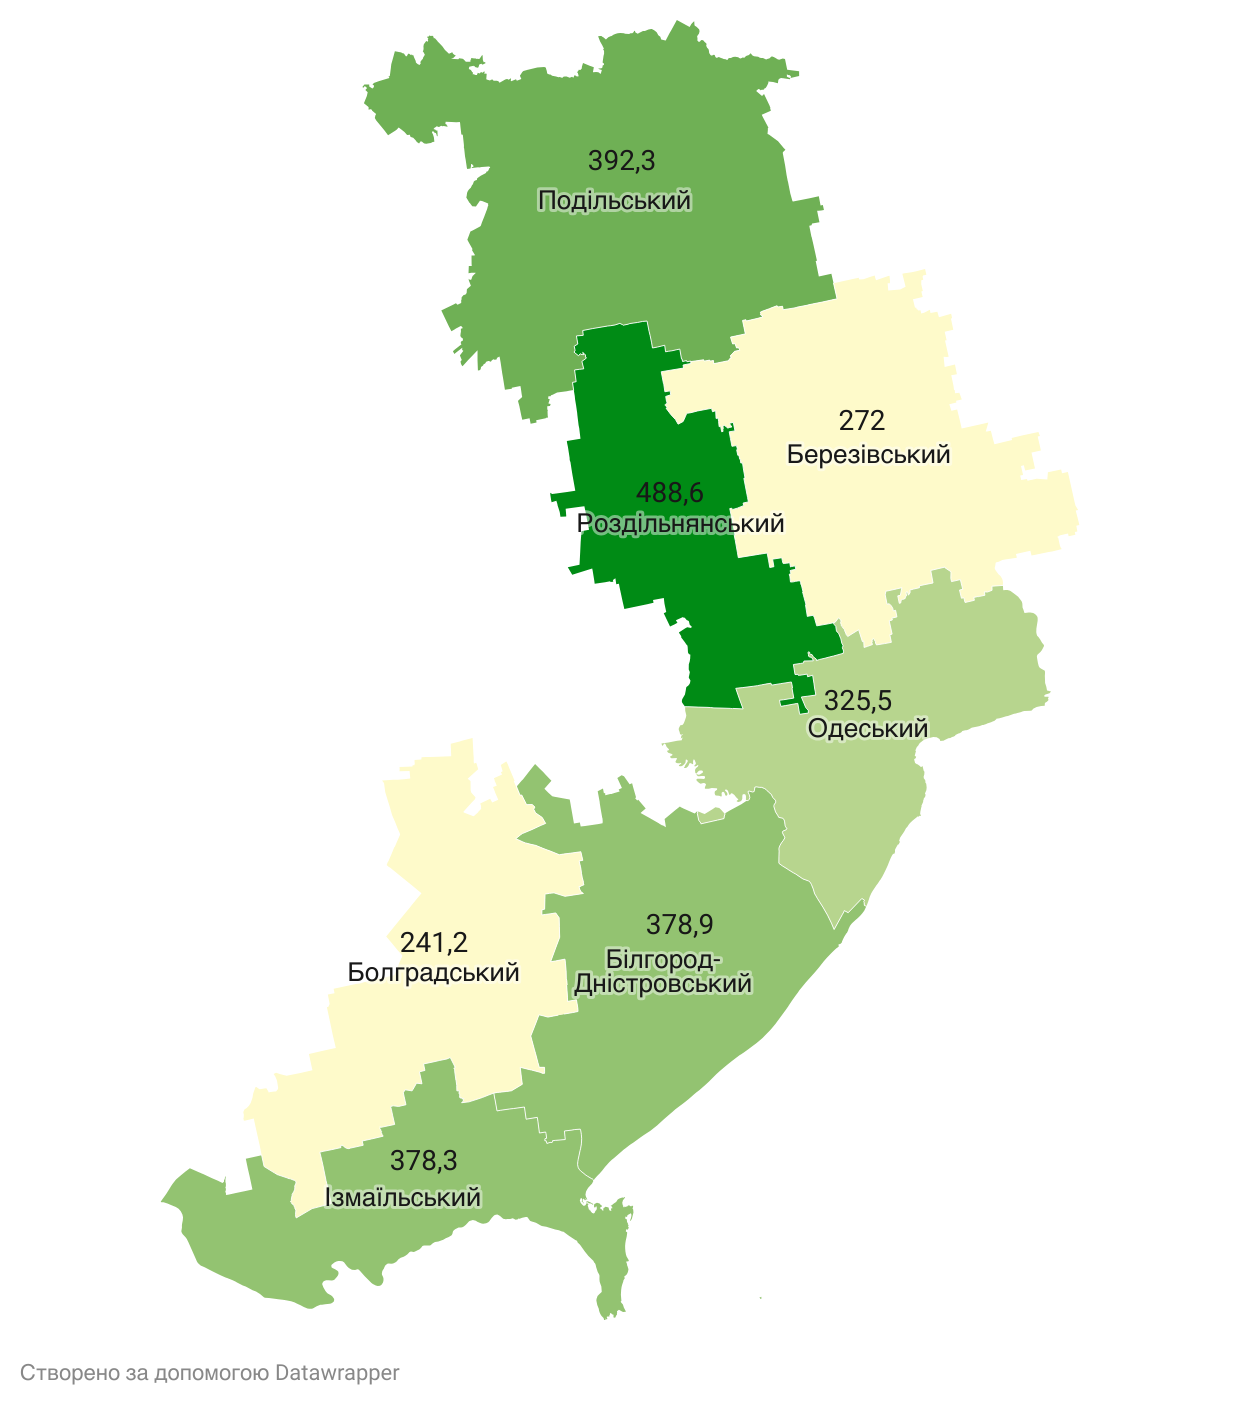 392,3
Подільський
272
Березівський
488,6
Роздільнянський
325,5
Одеський
378,9
Білгород-
Дністровський
241,2
Болградський
378,3
Ізмаїльський
Створено за допомогою Datawrapper